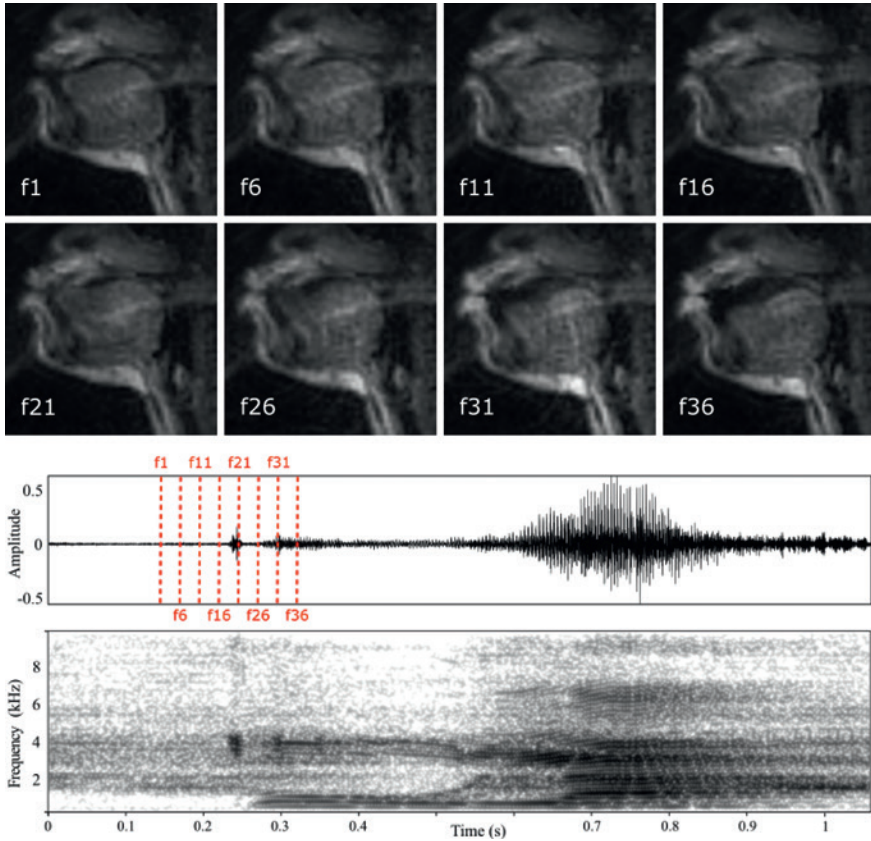 f1
f6
f11
f16
f21
f26
f31
f36
f1 f11 f21 f31
0.5
Amplitude
0
-0.5
f6 f16 f26 f36
Frequency (kHz)
8
6
4
2
0 0.1 0.2 0.3 0.4 Time (s) 0.6 0.7 0.8 0.9 1